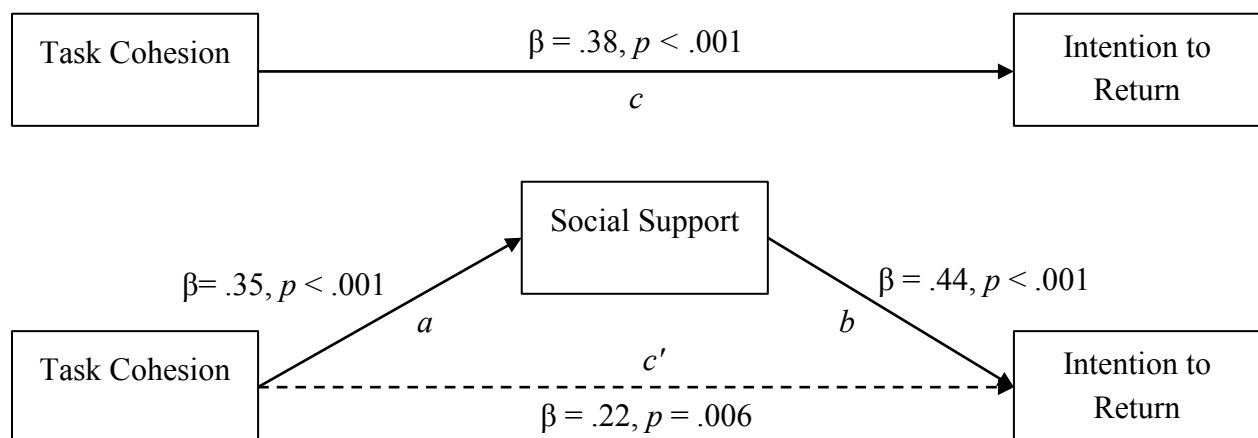 Task Cohesion
β = .38, p < .001
c
Intention to
Return
Social Support
β= .35, p < .001
a
β = .44, p < .001
b
Task Cohesion
c'
β = .22, p = .006
Intention to
Return